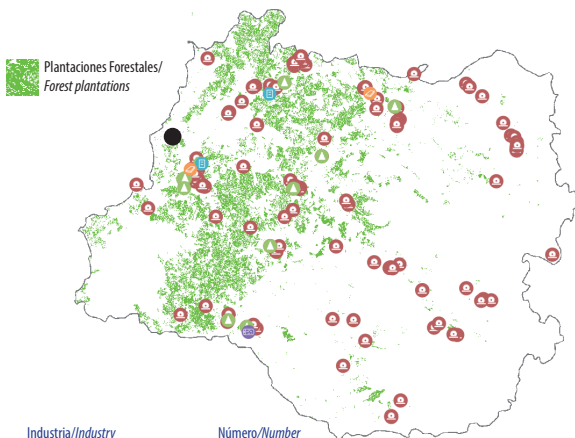 Plantaciones Forestales/
Forest plantations
Industria/Industry Número/Number